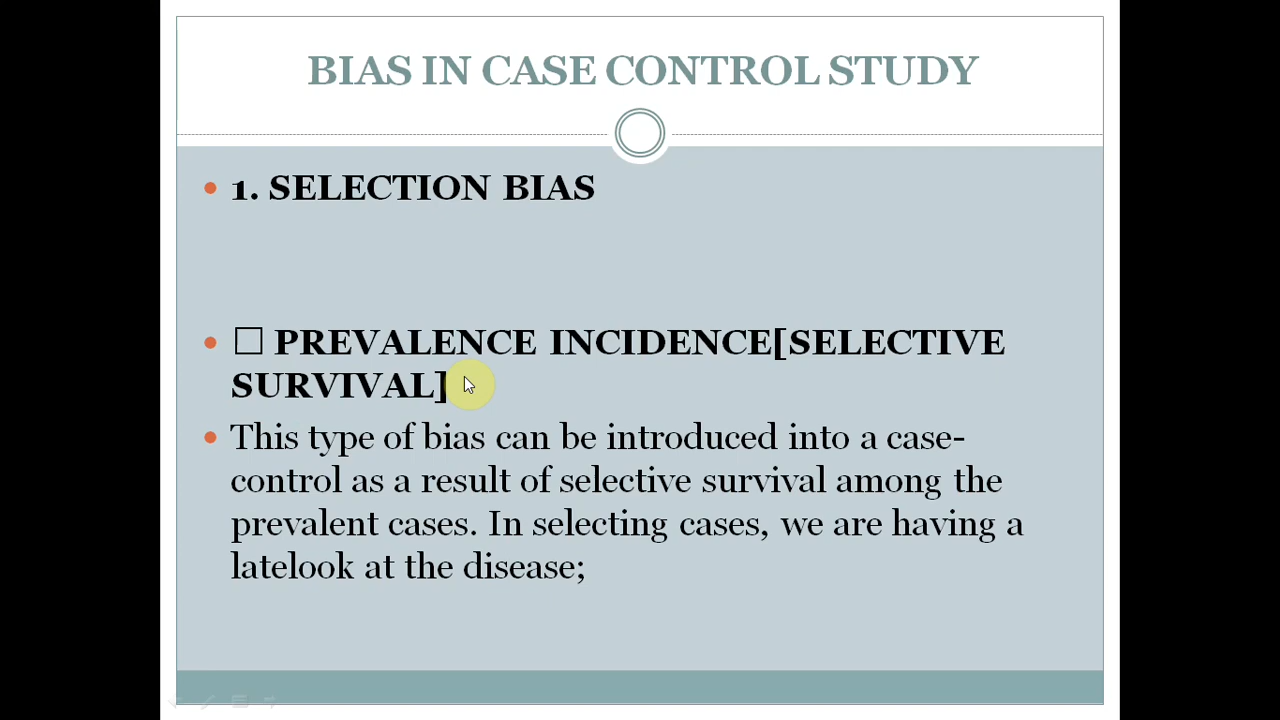 BIAS IN CASE CONTROL STUDY
• 1. SELECTION BIAS
• □ PREVALENCE INCIDENCE[SELECTIVE
SURVIVAL]
• This type of bias can be introduced into a case-
control as a result of selective survival among the
prevalent cases. In selecting cases, we are having a
latelook at the disease;